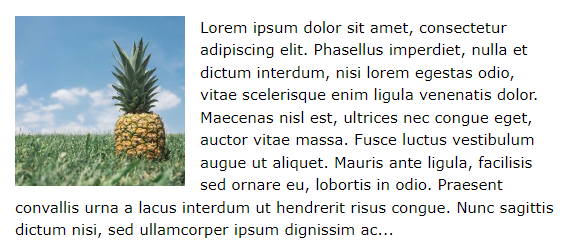 Lorem ipsum dolor sit amet, consectetur
adipiscing elit. Phasellus imperdiet, nulla et
dictum interdum, nisi lorem egestas odio,
vitae scelerisque enim ligula venenatis dolor.
Maecenas nisl est, ultrices nec congue eget,
auctor vitae massa. Fusce luctus vestibulum
augue ut aliquet. Mauris ante ligula, facilisis
sed ornare eu, lobortis in odio. Praesent
convallis urna a lacus interdum ut hendrerit risus congue. Nunc sagittis
dictum nisi, sed ullamcorper ipsum dignissim ac...